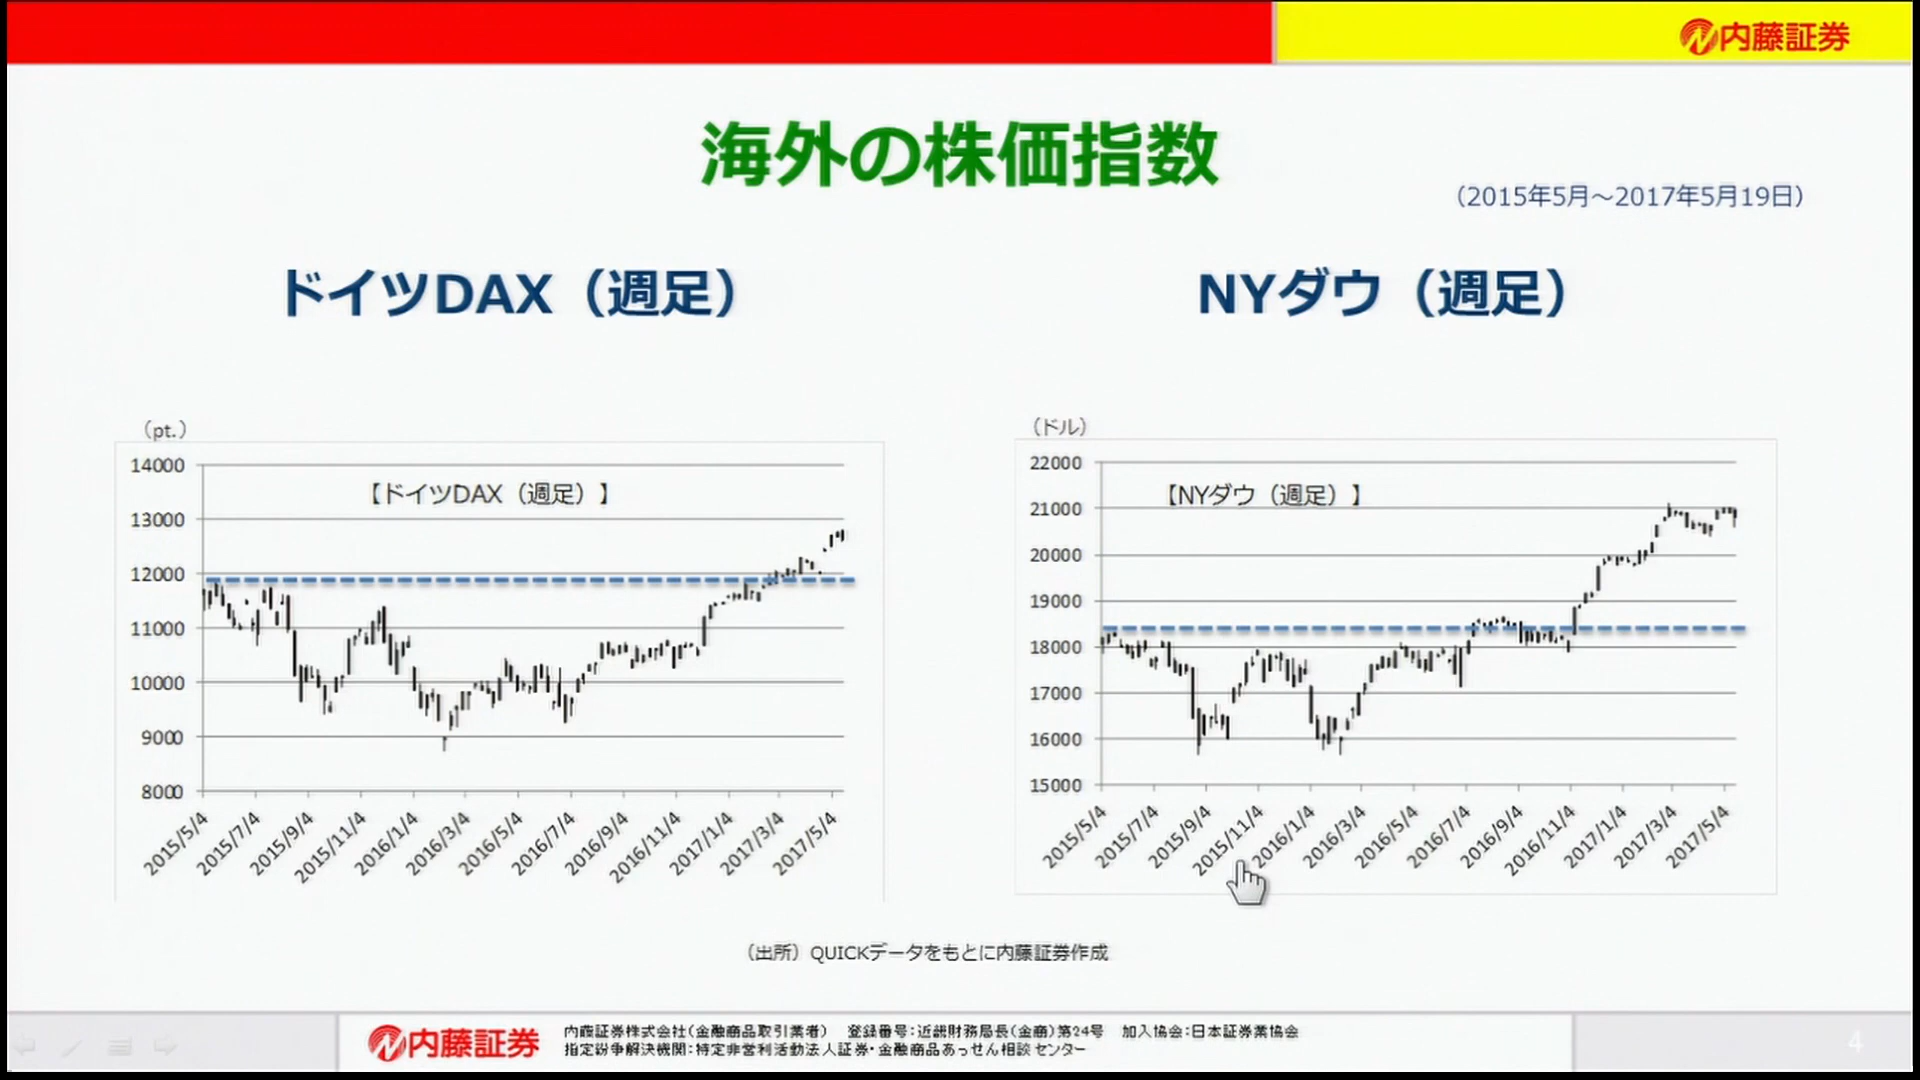 内藤証券
海外の株価指数
（2015年5月～2017年5月19日）
ドイツDAX（週足）
NYダウ（週足）
（pt.）
【ドイツDAX（週足）】
14000
13000
12000
11000
10000
9000
8000
2015/5/4 2015/7/4 2015/9/4 2015/11/4 2016/1/4 2016/3/4 2016/5/4 2016/7/4 2016/9/4 2016/11/4 2017/1/4 2017/3/4 2017/5/4
（ドル）
【NYダウ（週足）】
22000
21000
20000
19000
18000
17000
16000
15000
2015/5/4 2015/7/4 2015/9/4 2015/11/4 2016/1/4 2016/3/4 2016/5/4 2016/7/4 2016/9/4 2016/11/4 2017/1/4 2017/3/4 2017/5/4
（出所）QUICKデータをもとに内藤証券作成
内藤証券
内藤証券株式会社（金融商品取引業者）　登録番号：近畿財務局長（金商）第24号　加入協会：日本証券業協会
指定紛争解決機関：特定非営利活動法人証券・金融商品あっせん相談センター
4